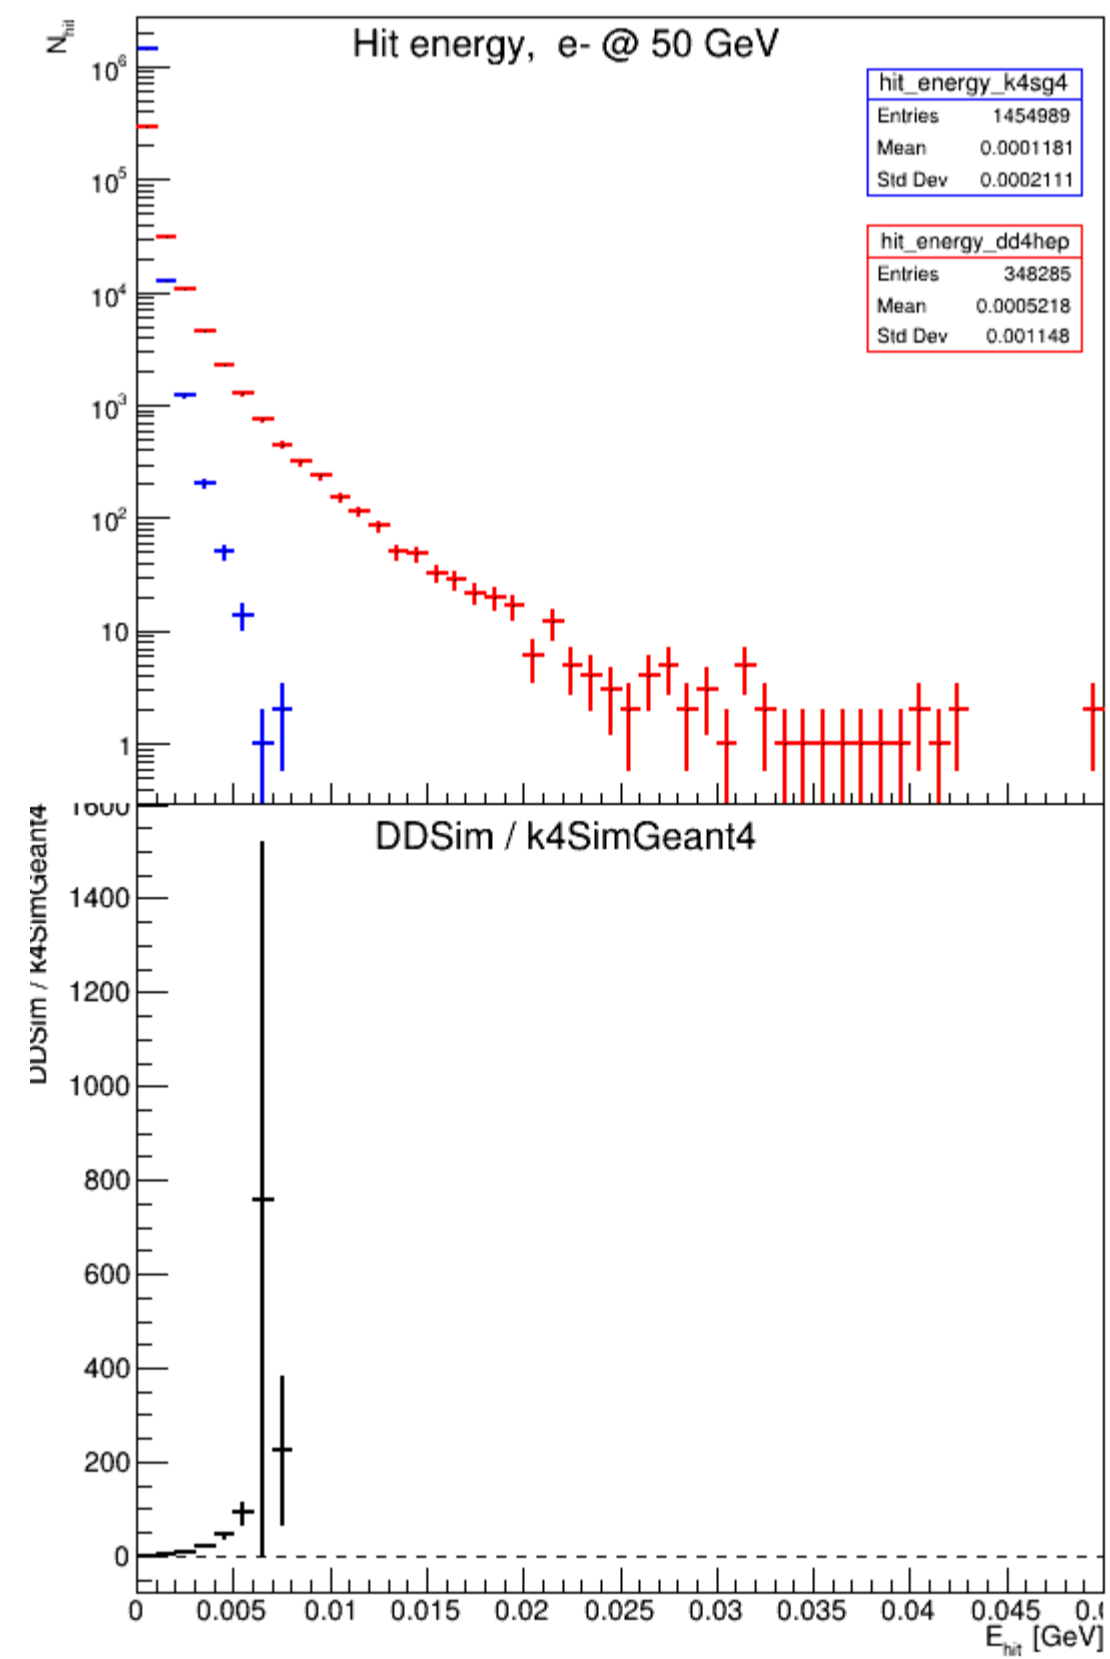 Hit energy, e- @ 50 GeV
N_hit
10^6
10^5
10^4
10^3
10^2
10
1
hit_energy_k4sg4
Entries 1454989
Mean 0.0001181
Std Dev 0.0002111
hit_energy_dd4hep
Entries 348285
Mean 0.0005218
Std Dev 0.001148
DDSim / k4SimGeant4
DDSim / k4SimGeant4
1600
1400
1200
1000
800
600
400
200
0
0 0.005 0.01 0.015 0.02 0.025 0.03 0.035 0.04 0.045
E_hit [GeV]